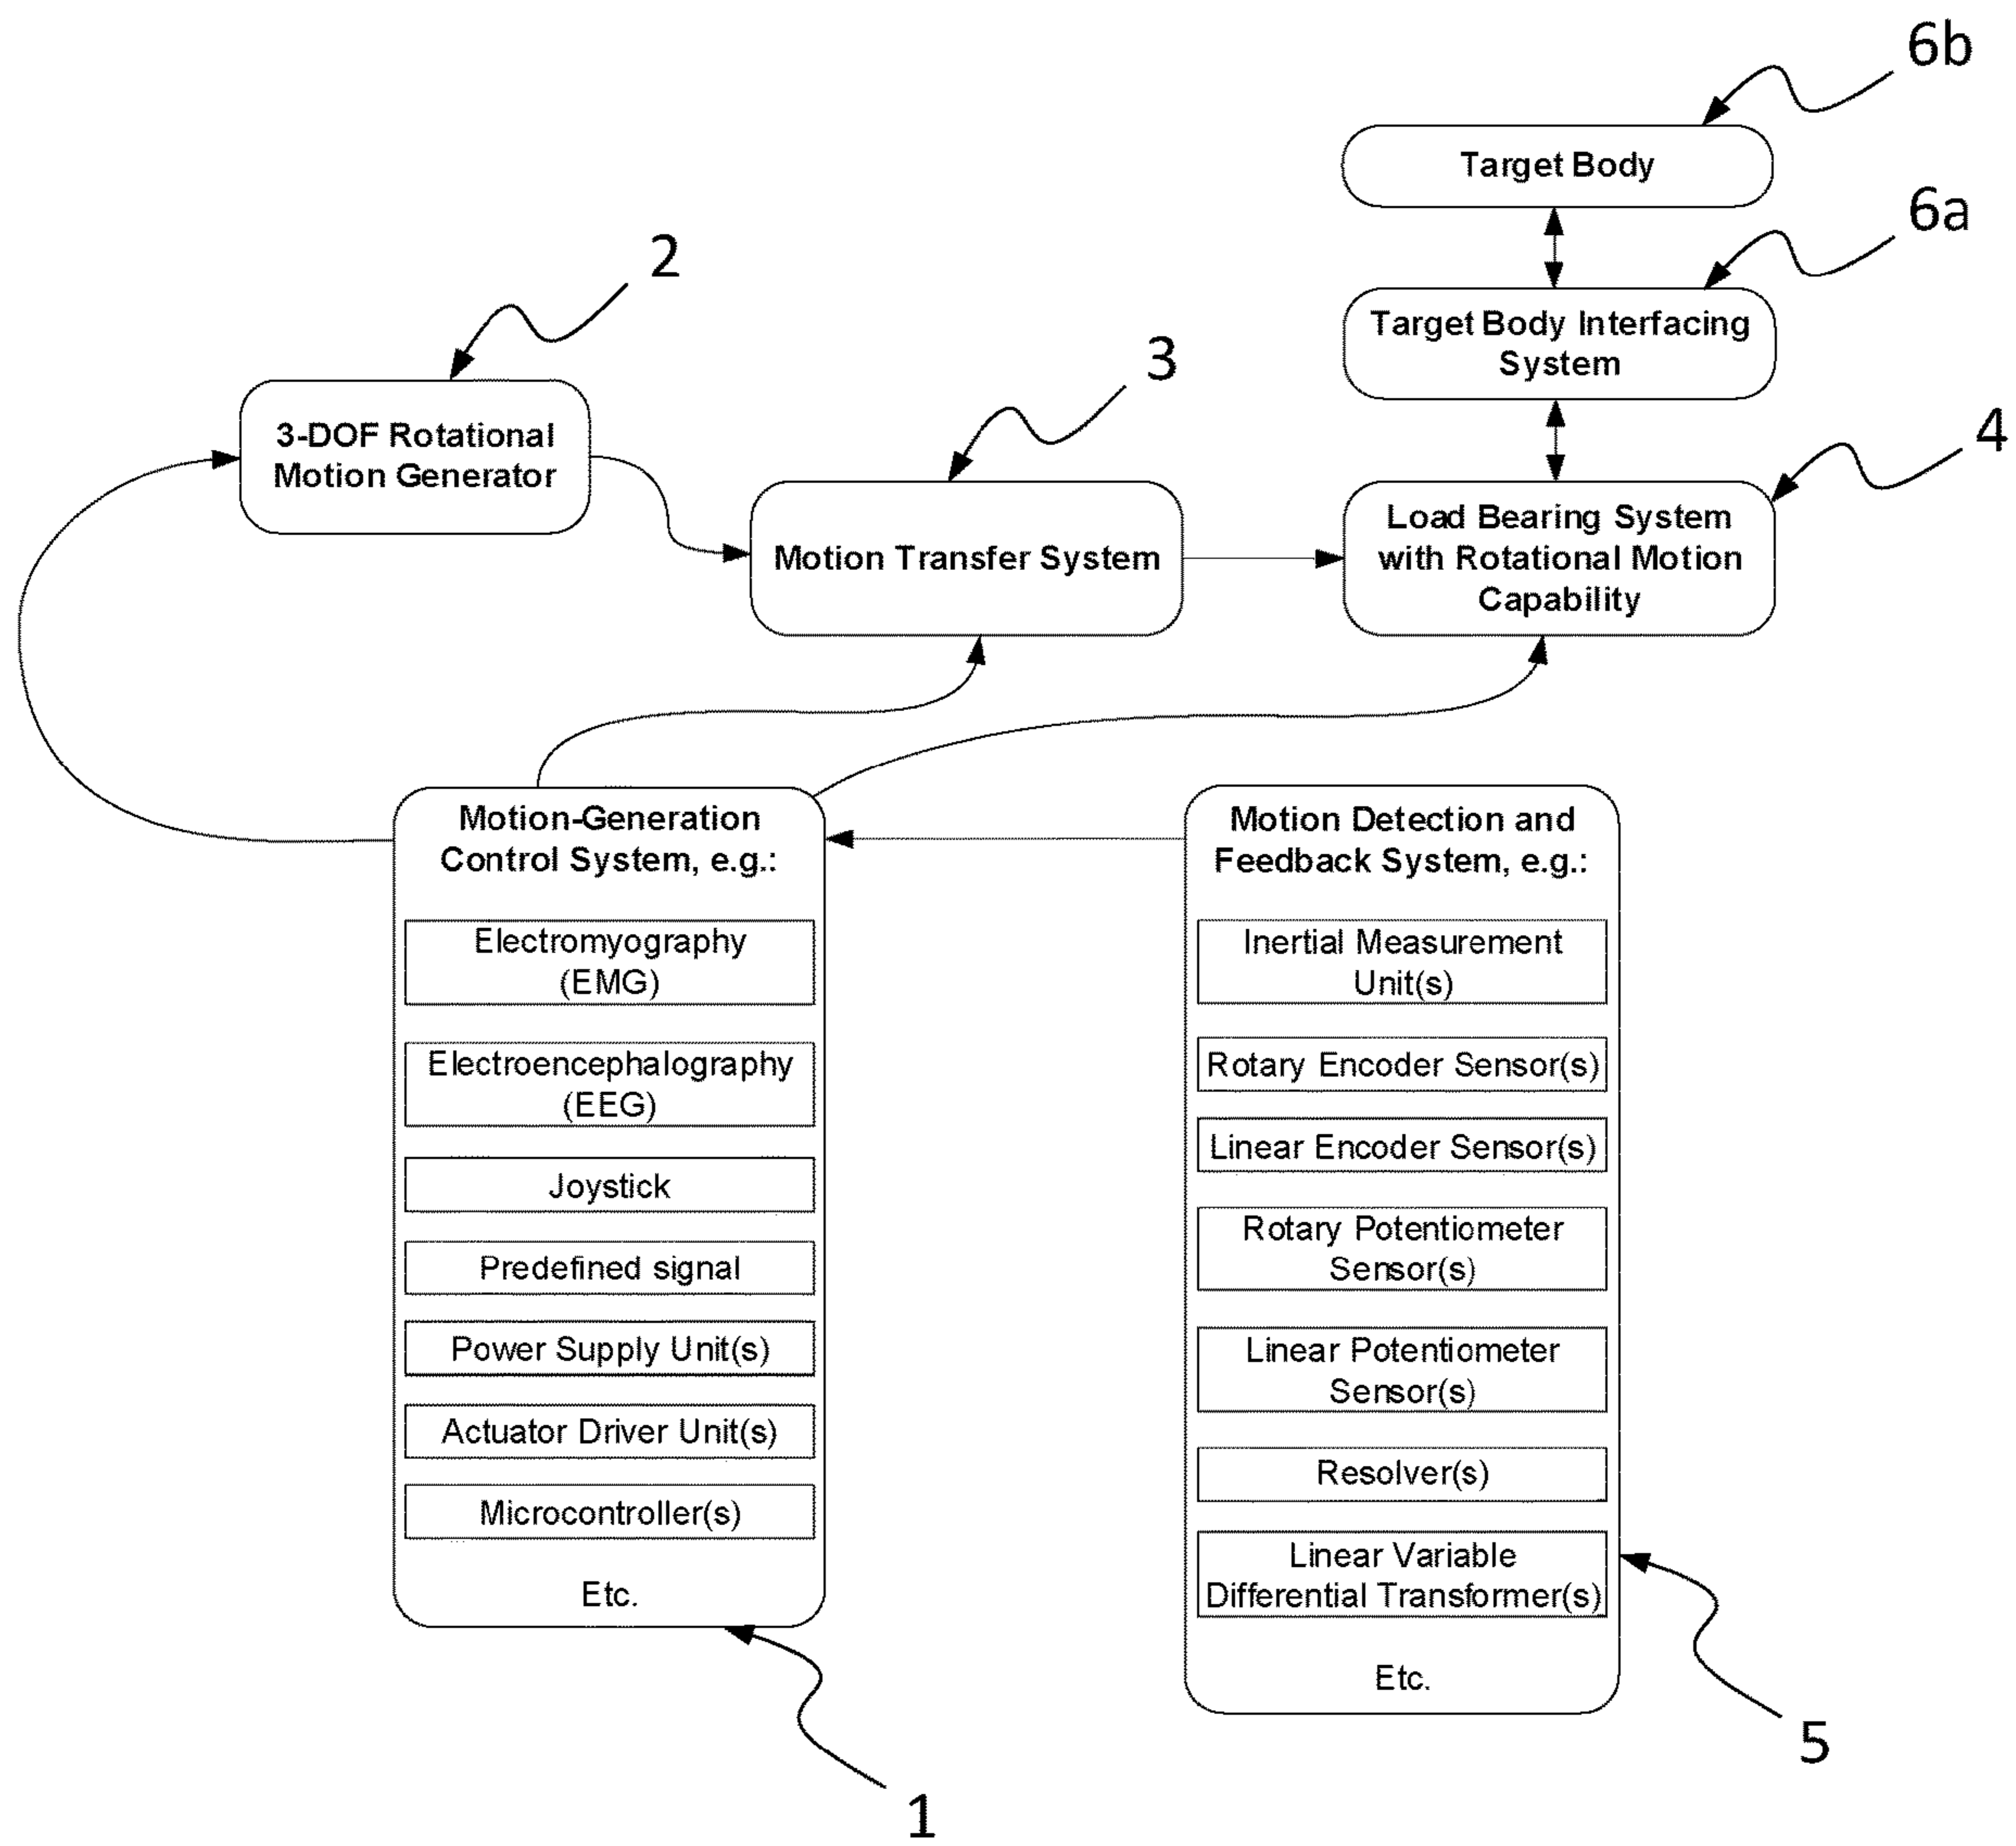 6b
Target Body
6a
Target Body Interfacing
System
2
3-DOF Rotational
Motion Generator
3
Motion Transfer System
4
Load Bearing System
with Rotational Motion
Capability
Motion-Generation
Control System, e.g.:
Electromyography
(EMG)
Electroencephalography
(EEG)
Joystick
Predefined signal
Power Supply Unit(s)
Actuator Driver Unit(s)
Microcontroller(s)
Etc.
1
Motion Detection and
Feedback System, e.g.:
Inertial Measurement
Unit(s)
Rotary Encoder Sensor(s)
Linear Encoder Sensor(s)
Rotary Potentiometer
Sensor(s)
Linear Potentiometer
Sensor(s)
Resolver(s)
Linear Variable
Differential Transformer(s)
Etc.
5